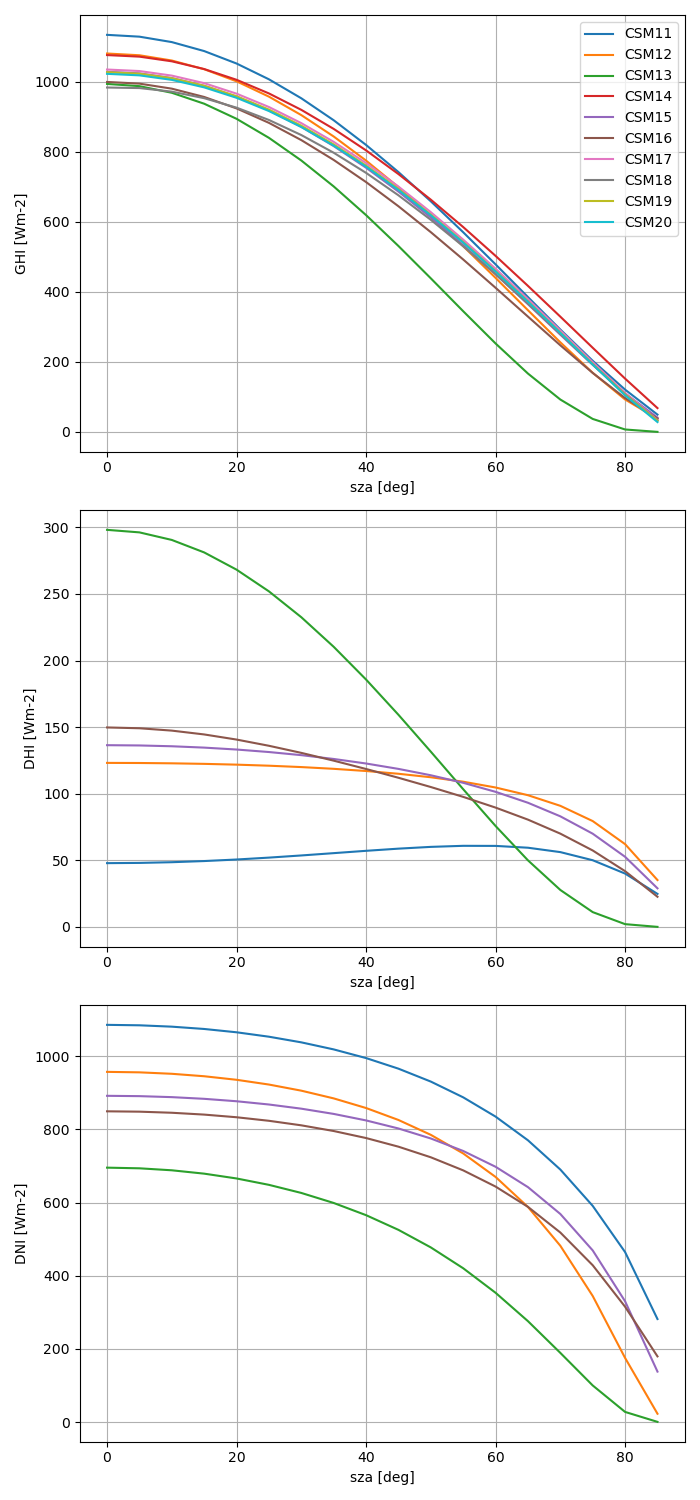 1000
800
600
400
200
0
GHI [Wm-2]
0 20 40 60 80
sza [deg]
CSM11
CSM12
CSM13
CSM14
CSM15
CSM16
CSM17
CSM18
CSM19
CSM20
300
250
200
150
100
50
0
DHI [Wm-2]
0 20 40 60 80
sza [deg]
1000
800
600
400
200
0
DNI [Wm-2]
0 20 40 60 80
sza [deg]